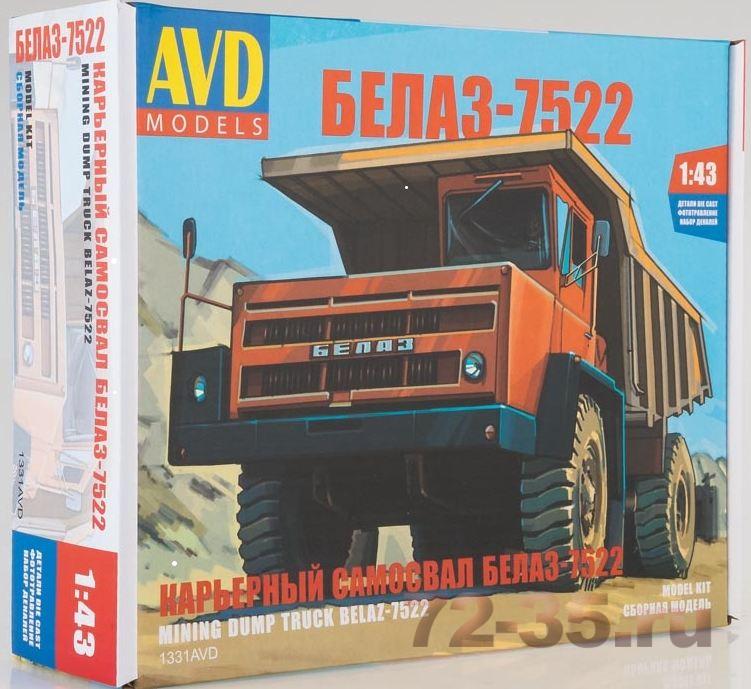 БЕЛАЗ-7522
MODEL KIT
СБОРНАЯ МОДЕЛЬ
КАРЬЕРНЫЙ САМОСВАЛ БЕЛАЗ-7522
MINING DUMP TRUCK BELAZ-7522
1331AVD
1:43
ДЕТАЛИ DIE CAST
ФОТОТРАВЛЕНИЕ
НАБОР ДЕКАЛЕЙ
AVD
MODELS
БЕЛАЗ-7522
1:43
ДЕТАЛИ DIE CAST
ФОТОТРАВЛЕНИЕ
НАБОР ДЕКАЛЕЙ
БЕЛАЗ
КАРЬЕРНЫЙ САМОСВАЛ БЕЛАЗ-7522
MINING DUMP TRUCK BELAZ-7522
1331AVD
MODEL KIT
СБОРНАЯ МОДЕЛЬ
72-35.ru